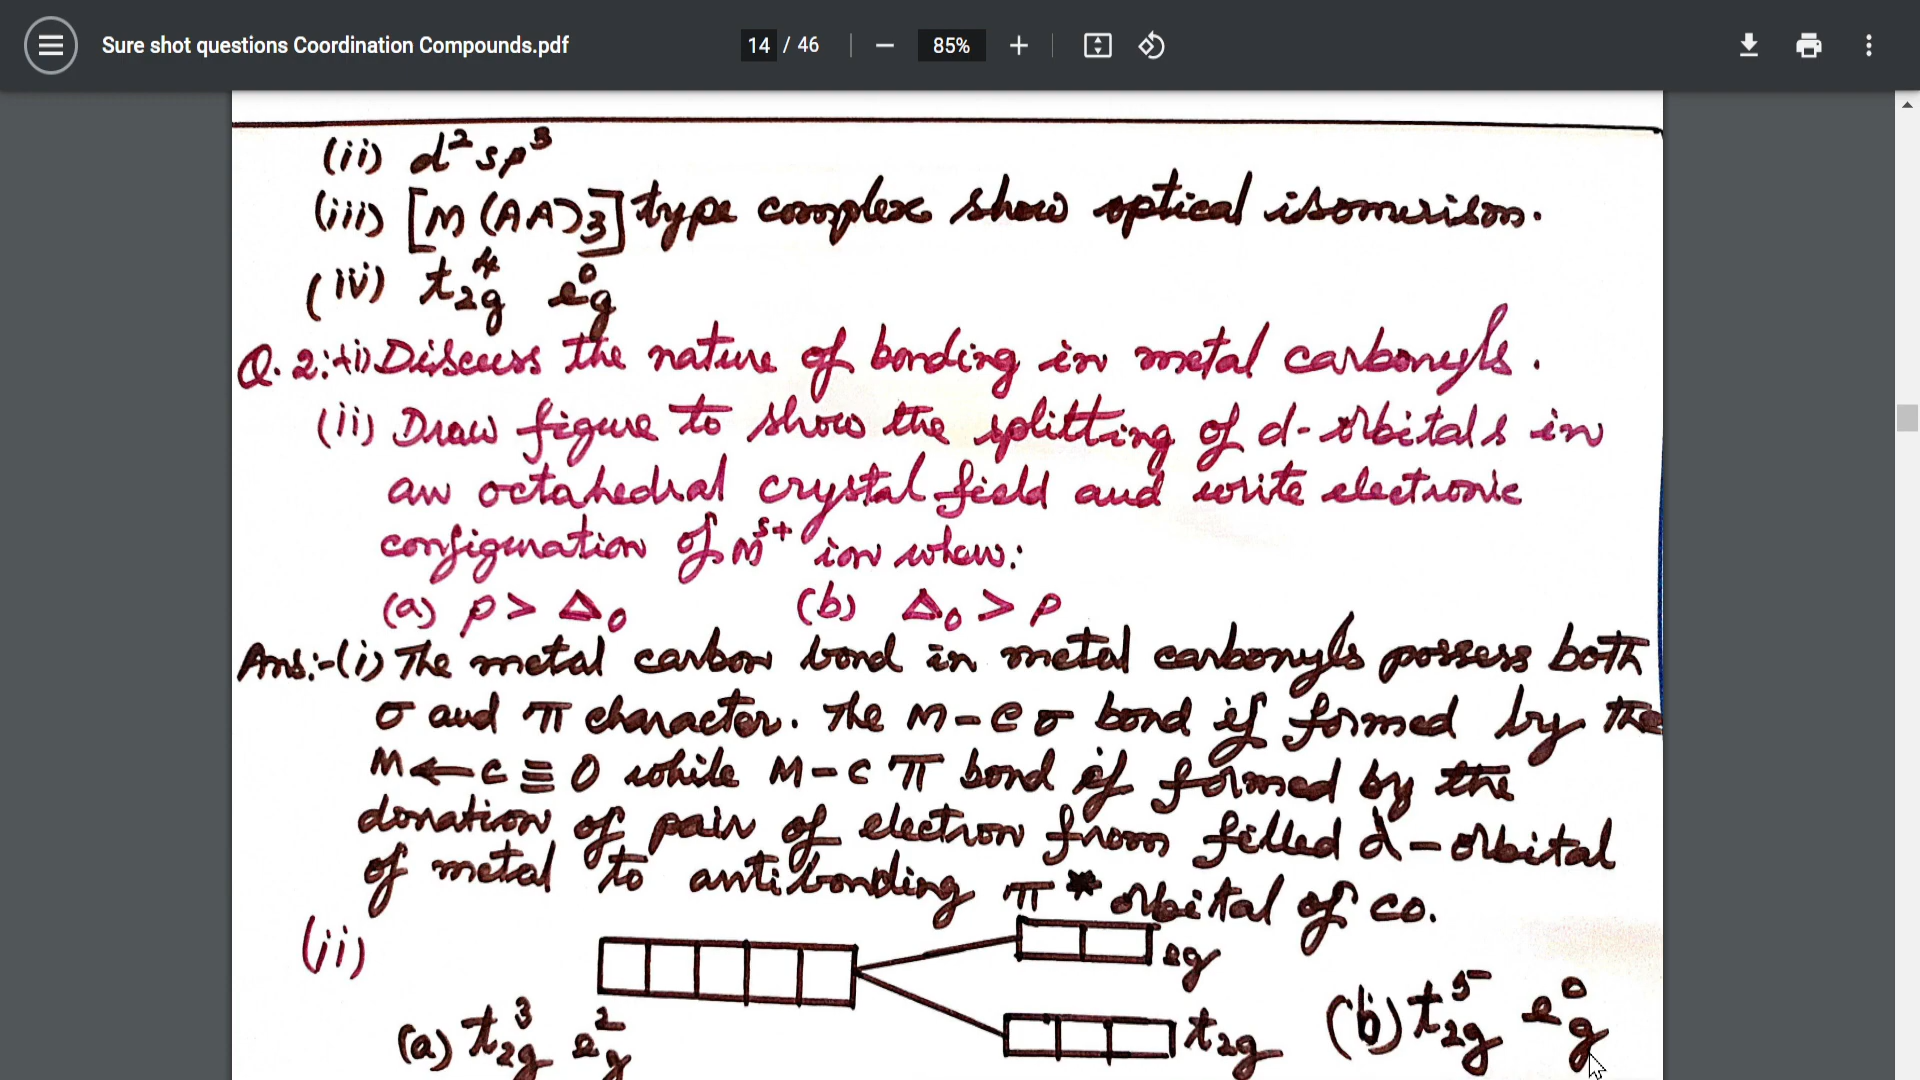 Sure shot questions Coordination Compounds.pdf 14 / 46 85%
(ii) d²sp³
(iii) [M(AA)₃] type complex show optical isomerism.
(iv) t₂g⁴ eg⁰
Q.2:-(i) Discuss the nature of bonding in metal carbonyls.
(ii) Draw figure to show the splitting of d-orbitals in
an octahedral crystal field and write electronic
configuration of M⁵⁺ ion when:
(a) p > Δ₀ (b) Δ₀ > p
Ans:-(i) The metal carbon bond in metal carbonyls possess both
σ and π character. The M-C σ bond is formed by the
M←C≡O while M-C π bond is formed by the
donation of pair of electron from filled d-orbital
of metal to antibonding π* orbital of CO.
(ii) eg
(a) t₂g³ eg² t₂g (b) t₂g⁵ eg⁰